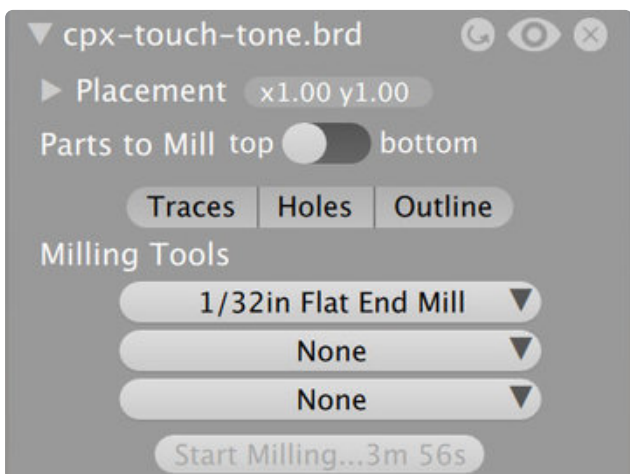 cpx-touch-tone.brd
Placement x1.00 y1.00
Parts to Mill top bottom
Traces Holes Outline
Milling Tools
1/32in Flat End Mill
None
None
Start Milling...3m 56s